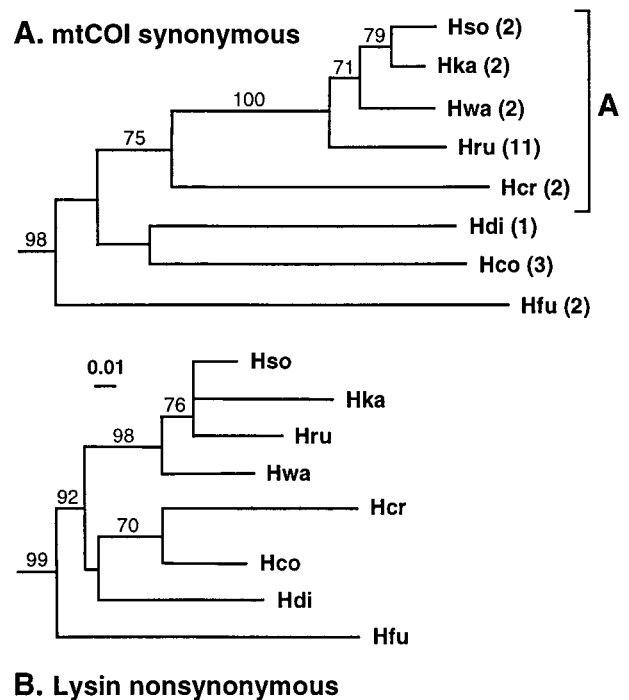 A. mtCOI synonymous
79
Hso (2)
71
Hka (2)
100
Hwa (2)
A
75
Hru (11)
Hcr (2)
98
Hdi (1)
Hco (3)
Hfu (2)
0.01
Hso
76
Hka
98
Hru
Hwa
92
Hcr
70
Hco
99
Hdi
Hfu
B. Lysin nonsynonymous